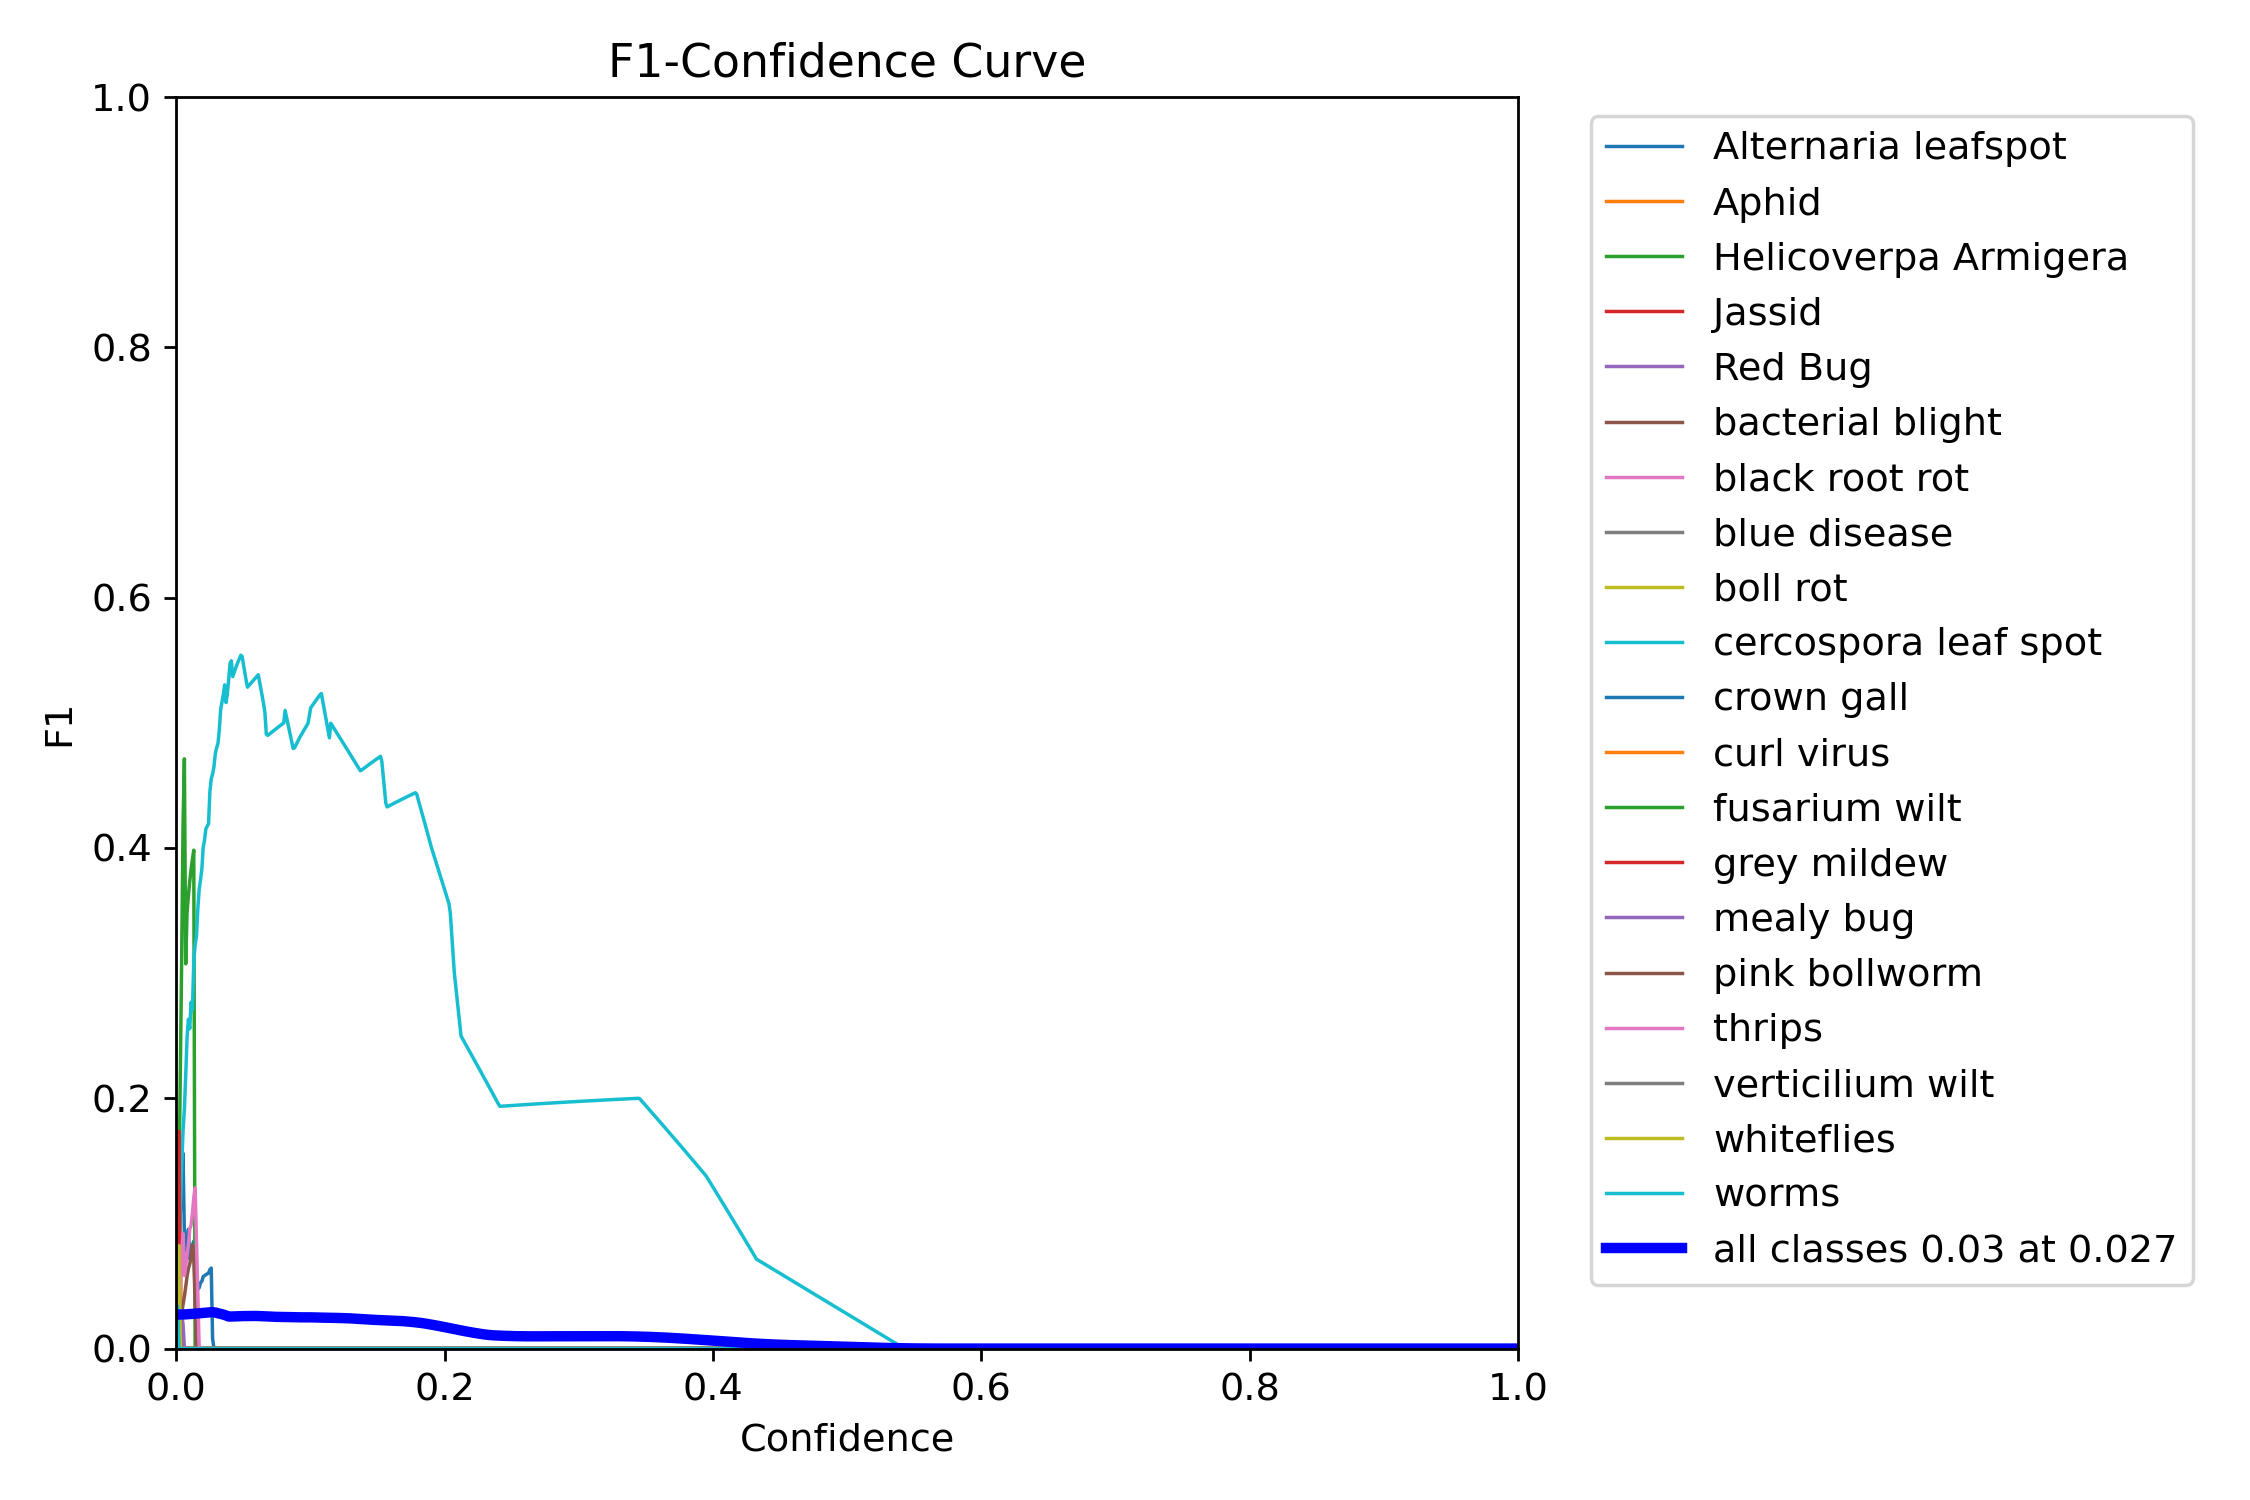 F1-Confidence Curve
1.0
0.8
0.6
0.4
0.2
0.0
F1
0.0 0.2 0.4 0.6 0.8 1.0
Confidence
Alternaria leafspot
Aphid
Helicoverpa Armigera
Jassid
Red Bug
bacterial blight
black root rot
blue disease
boll rot
cercospora leaf spot
crown gall
curl virus
fusarium wilt
grey mildew
mealy bug
pink bollworm
thrips
verticilium wilt
whiteflies
worms
all classes 0.03 at 0.027